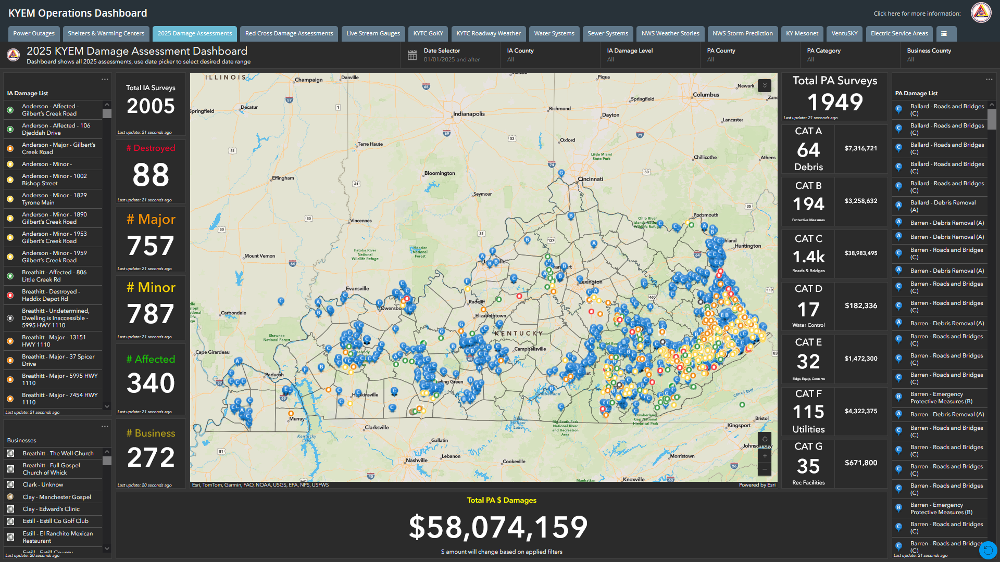 KYEM Operations Dashboard
Click here for more information:
Power Outages
Shelters & Warming Centers
2025 Damage Assessments
Red Cross Damage Assessments
Live Stream Gauges
KYTC GoKY
KYTC Roadway Weather
Water Systems
Sewer Systems
NWS Weather Stories
NWS Storm Prediction
KY Mesonet
VentuSKY
Electric Service Areas
2025 KYEM Damage Assessment Dashboard
Dashboard shows all 2025 assessments, use date picker to select desired date range
Date Selector
01/01/2025 and after
IA County
All
IA Damage Level
All
PA County
All
PA Category
All
Business County
All
IA Damage List
Anderson - Affected -
Gilbert's Creek Road
Anderson - Affected - 106
Djeddah Drive
Anderson - Major - Gilbert's
Creek Road
Anderson - Minor -
Anderson - Minor - 1002
Bishop Street
Anderson - Minor - 1829
Tyrone Main
Anderson - Minor - 1890
Gilbert's Creek Road
Anderson - Minor - 1953
Gilbert's Creek Road
Anderson - Minor - 1959
Gilbert's Creek Road
Breathitt - Affected - 806
Little Creek Rd
Breathitt - Destroyed -
Haddix Depot Rd
Breathitt - Undetermined,
Dwelling is Inaccessible -
5995 HWY 1110
Breathitt - Major - 13151
HWY 1110
Breathitt - Major - 37 Spicer
Drive
Breathitt - Major - 5995 HWY
1110
Breathitt - Major - 7454 HWY
1110
Last update: 21 seconds ago
Businesses
Breathitt - The Well Church
Breathitt - Full Gospel
Church of Whick
Clark - Unknow
Clay - Manchester Gospel
Clay - Edward's Clinic
Estill - Estill Co Golf Club
Estill - El Ranchito Mexican
Restaurant
Estill - Estill County
Last update: 20 seconds ago
Total IA Surveys
2005
Last update: 21 seconds ago
# Destroyed
88
Last update: 21 seconds ago
# Major
757
Last update: 21 seconds ago
# Minor
787
Last update: 21 seconds ago
# Affected
340
Last update: 21 seconds ago
# Business
272
Last update: 20 seconds ago
ILLINOIS
Champaign
Danville
Muncie
Piqua
Newark
Columbus
Zane
Springfield
Decatur
Springfield
Richmond
Dayton
Indianapolis
Lancaster
Terre Haute
Oxford
Little Miami
State Park
Chillicothe
Athens
Effingham
Bloomington
Cincinnati
Seymour
Vincennes
Portsmouth
Ohio River
Islands National
Wildlife Refuge
Mount Vernon
Patoka River
National
Wildlife Refuge
Hoosier
National
Forest
Huntington
Evansville
Carbondale
Radcliff
Elizabethtown
Owensbo
KENTUCKY
Shawnee
National Forest
Cape Girardeau
Campbellsville
Paducah
Hopkinsville
Cumberland
Clinch River
Murray
Cumberland
Gap National
Historical Park
Bristol
Kingsport
Clarksville
Dale
Hollow
Lake
Big South Fork
National River
and Recreation
Area
Kentucky
Lake
Gallatin
Johnson City
Nashville
Lebanon
Cookeville
Morristown
Knoxville
Manhattan
Esri, TomTom, Garmin, FAO, NOAA, USGS, EPA, NPS, USFWS
Powered by Esri
Total PA $ Damages
$58,074,159
$ amount will change based on applied filters
Total PA Surveys
1949
Last update: 21 seconds ago
CAT A
64
Debris
$7,316,721
CAT B
194
Protective Measures
$3,258,632
CAT C
1.4k
Roads & Bridges
$38,983,495
CAT D
17
Water Control
$182,336
CAT E
32
Bldgs, Equip, Contents
$1,472,300
CAT F
115
Utilities
$4,322,375
CAT G
35
Rec Facilities
$671,800
PA Damage List
Ballard - Roads and Bridges
(C)
Ballard - Roads and Bridges
(C)
Ballard - Roads and Bridges
(C)
Ballard - Roads and Bridges
(C)
Ballard - Roads and Bridges
(C)
Ballard - Debris Removal
(A)
Barren - Debris Removal (A)
Barren - Debris Removal (A)
Barren - Roads and Bridges
(C)
Barren - Debris Removal (A)
Barren - Roads and Bridges
(C)
Barren - Roads and Bridges
(C)
Barren - Debris Removal (A)
Barren - Roads and Bridges
(C)
Barren - Roads and Bridges
(C)
Barren - Roads and Bridges
(C)
Barren - Emergency
Protective Measures (B)
Barren - Debris Removal (A)
Barren - Roads and Bridges
(C)
Barren - Roads and Bridges
(C)
Barren - Roads and Bridges
(C)
Barren - Roads and Bridges
(C)
Barren - Emergency
Protective Measures (B)
Barren - Roads and Bridges
(C)
Barren - Roads and Bridges
(C)
Last update: 21 seconds ago